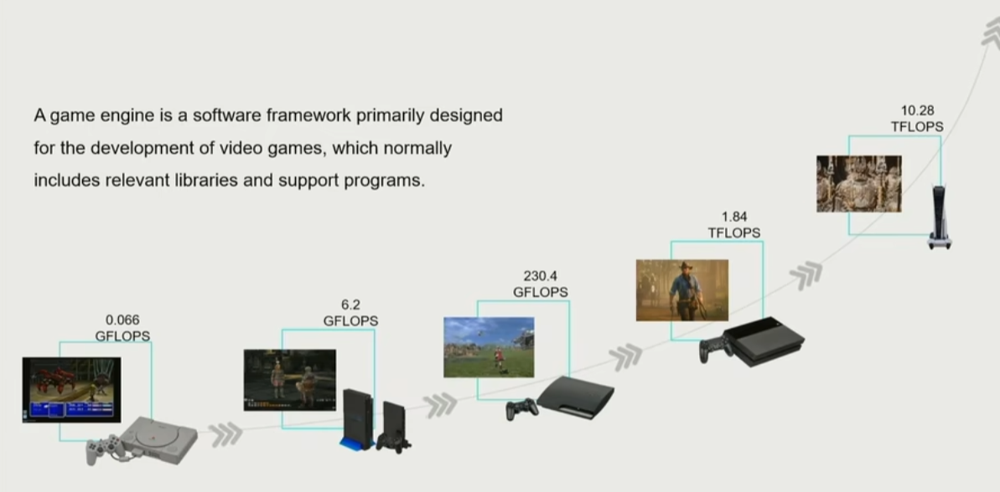 A game engine is a software framework primarily designed
for the development of video games, which normally
includes relevant libraries and support programs.
0.066
GFLOPS
6.2
GFLOPS
230.4
GFLOPS
1.84
TFLOPS
10.28
TFLOPS